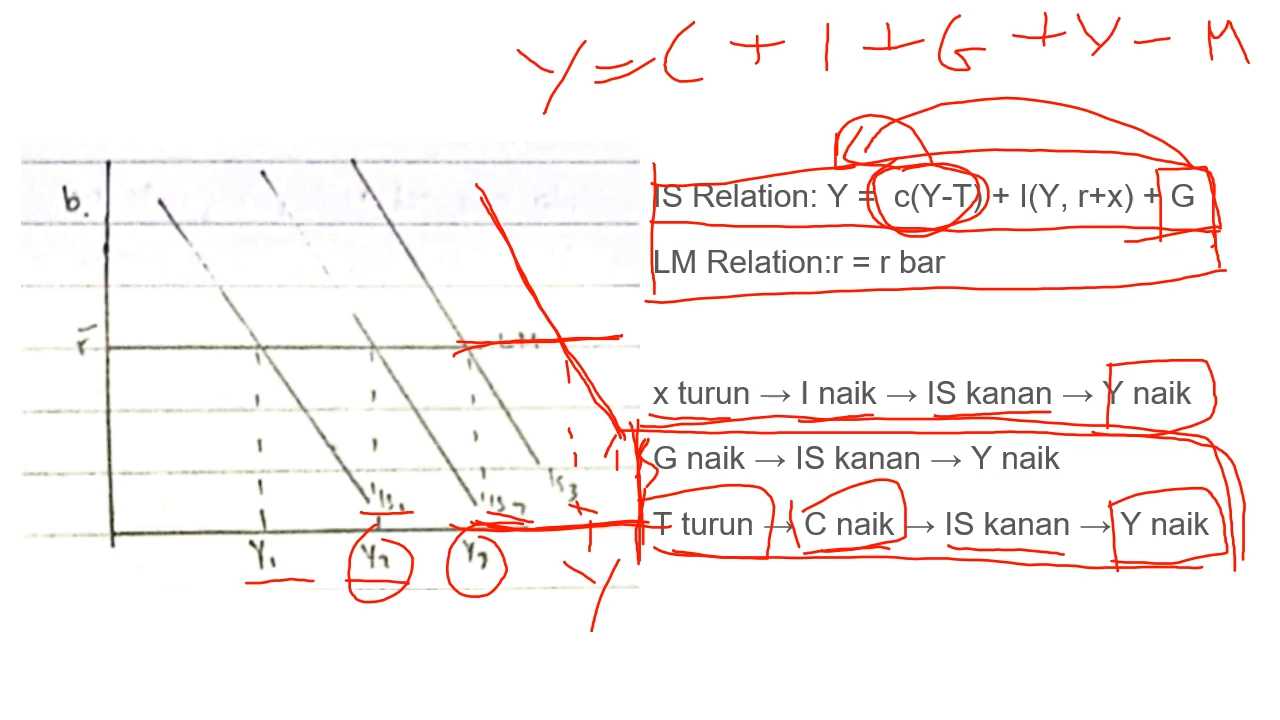 Y = C + I + G + Y - M
b.
IS Relation: Y = c(Y-T) + I(Y, r+x) + G
LM Relation:r = r bar
r̄
LM
x turun → I naik → IS kanan → Y naik
G naik → IS kanan → Y naik
T turun → C naik → IS kanan → Y naik
IS₁
IS₂
IS₃
Y₁
Y₂
Y₃
Y